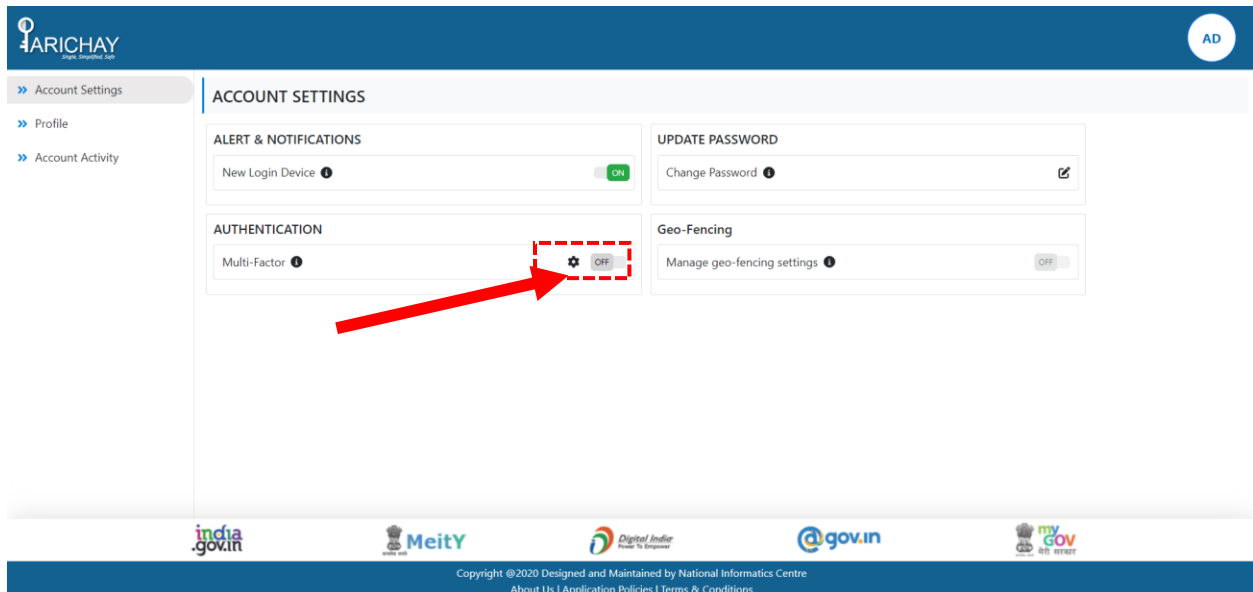 PARICHAY
Single, Simplified, Safe
AD
Account Settings
Profile
Account Activity
ACCOUNT SETTINGS
ALERT & NOTIFICATIONS
New Login Device
ON
UPDATE PASSWORD
Change Password
AUTHENTICATION
Multi-Factor
OFF
Geo-Fencing
Manage geo-fencing settings
OFF
india
.gov.in
MeitY
Digital India
Power To Empower
@gov.in
my
GOV
मेरी सरकार
Copyright @2020 Designed and Maintained by National Informatics Centre
About Us | Application Policies | Terms & Conditions